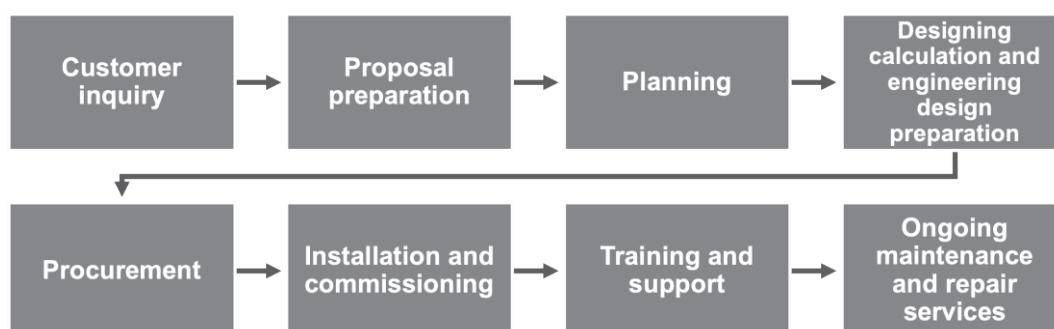 Customer
inquiry
Proposal
preparation
Planning
Designing
calculation and
engineering
design
preparation
Procurement
Installation and
commissioning
Training and
support
Ongoing
maintenance
and repair
services